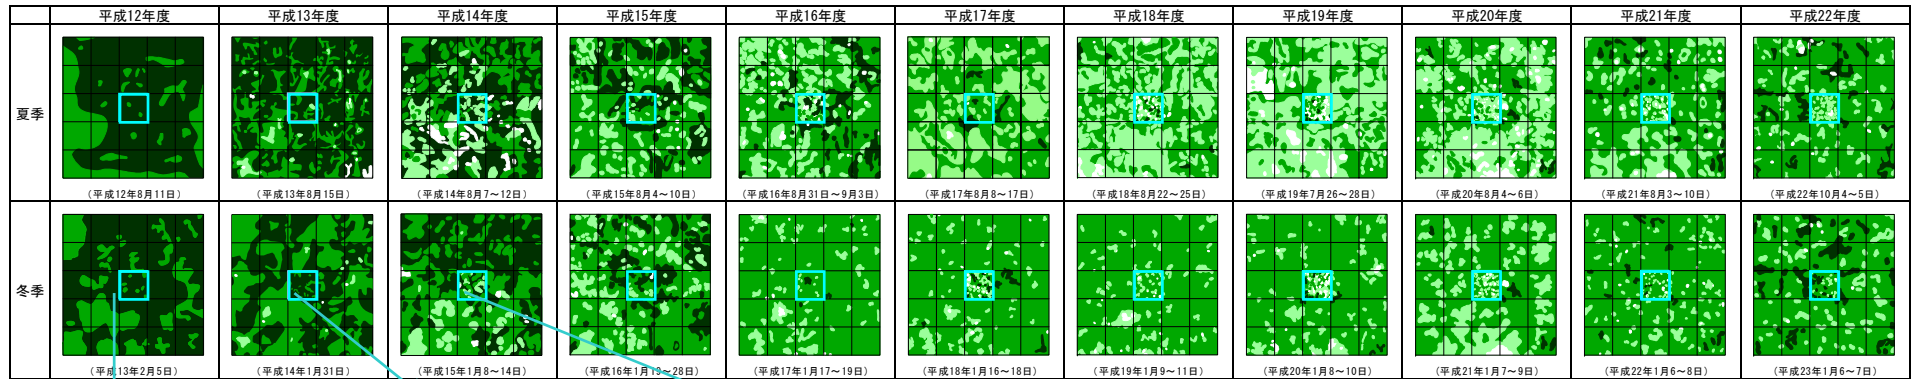 平成12年度 平成13年度 平成14年度 平成15年度 平成16年度 平成17年度 平成18年度 平成19年度 平成20年度 平成21年度 平成22年度
夏季
(平成12年8月11日) (平成13年8月15日) (平成14年8月7～12日) (平成15年8月4～10日) (平成16年8月31日～9月3日) (平成17年8月8～17日) (平成18年8月22～25日) (平成19年7月26～28日) (平成20年8月4～6日) (平成21年8月3～10日) (平成22年10月4～5日)
冬季
(平成13年2月5日) (平成14年1月31日) (平成15年1月8～14日) (平成16年1月19～28日) (平成17年1月17～19日) (平成18年1月16～18日) (平成19年1月9～11日) (平成20年1月8～10日) (平成21年1月7～9日) (平成22年1月6～8日) (平成23年1月6～7日)